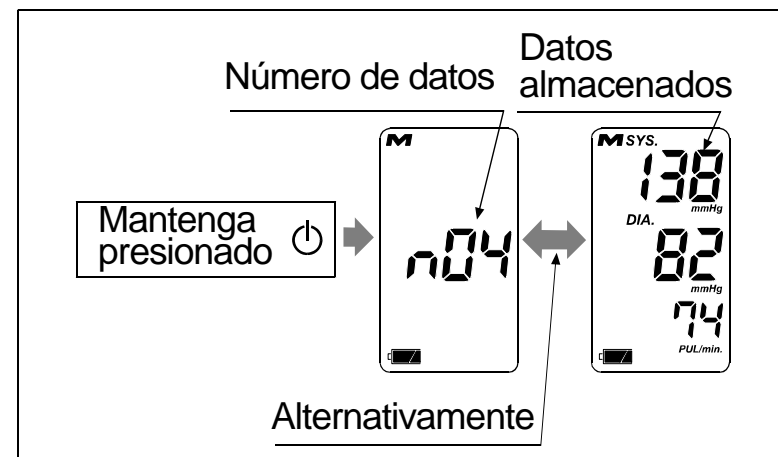 Número de datos
Datos
almacenados
Mantenga
presionado
M
n04
M SYS.
138
mmHg
DIA.
82
mmHg
74
PUL/min.
Alternativamente